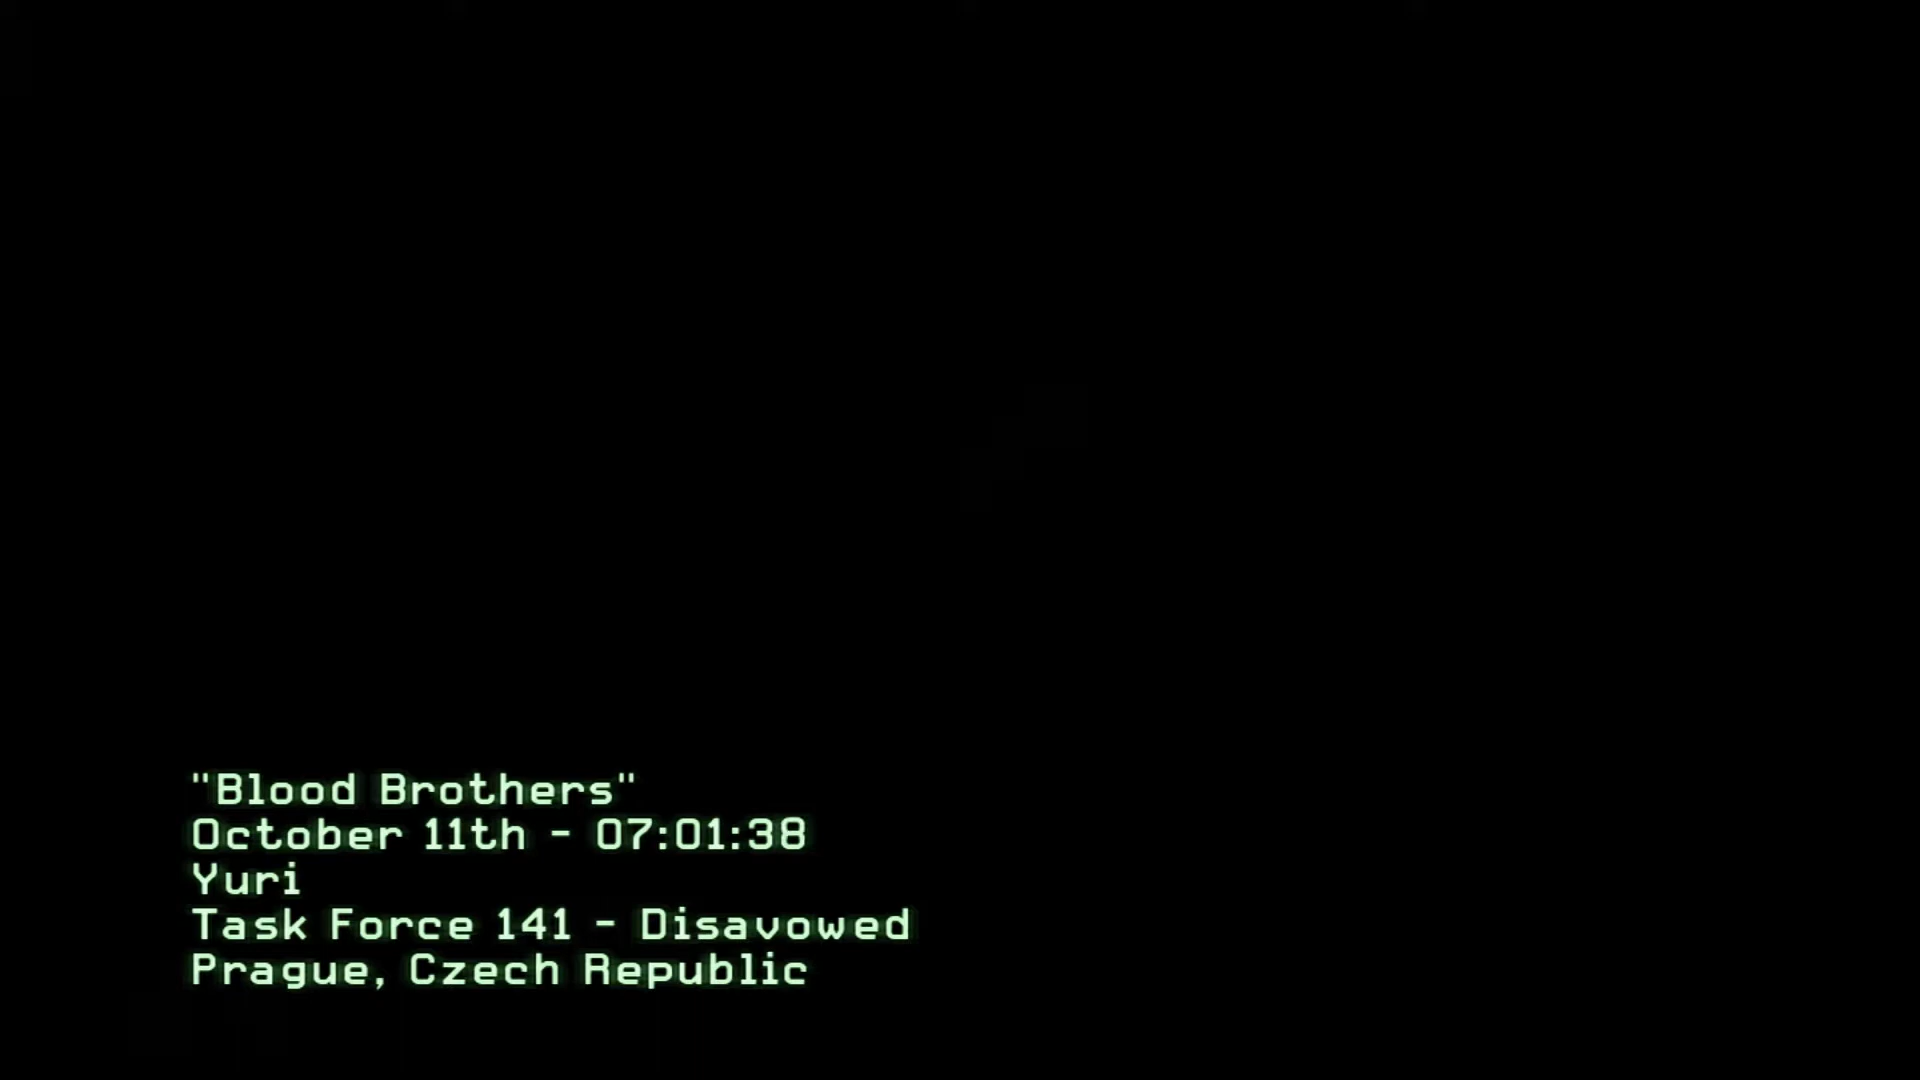 "Blood Brothers"
October 11th - 07:01:38
Yuri
Task Force 141 - Disavowed
Prague, Czech Republic